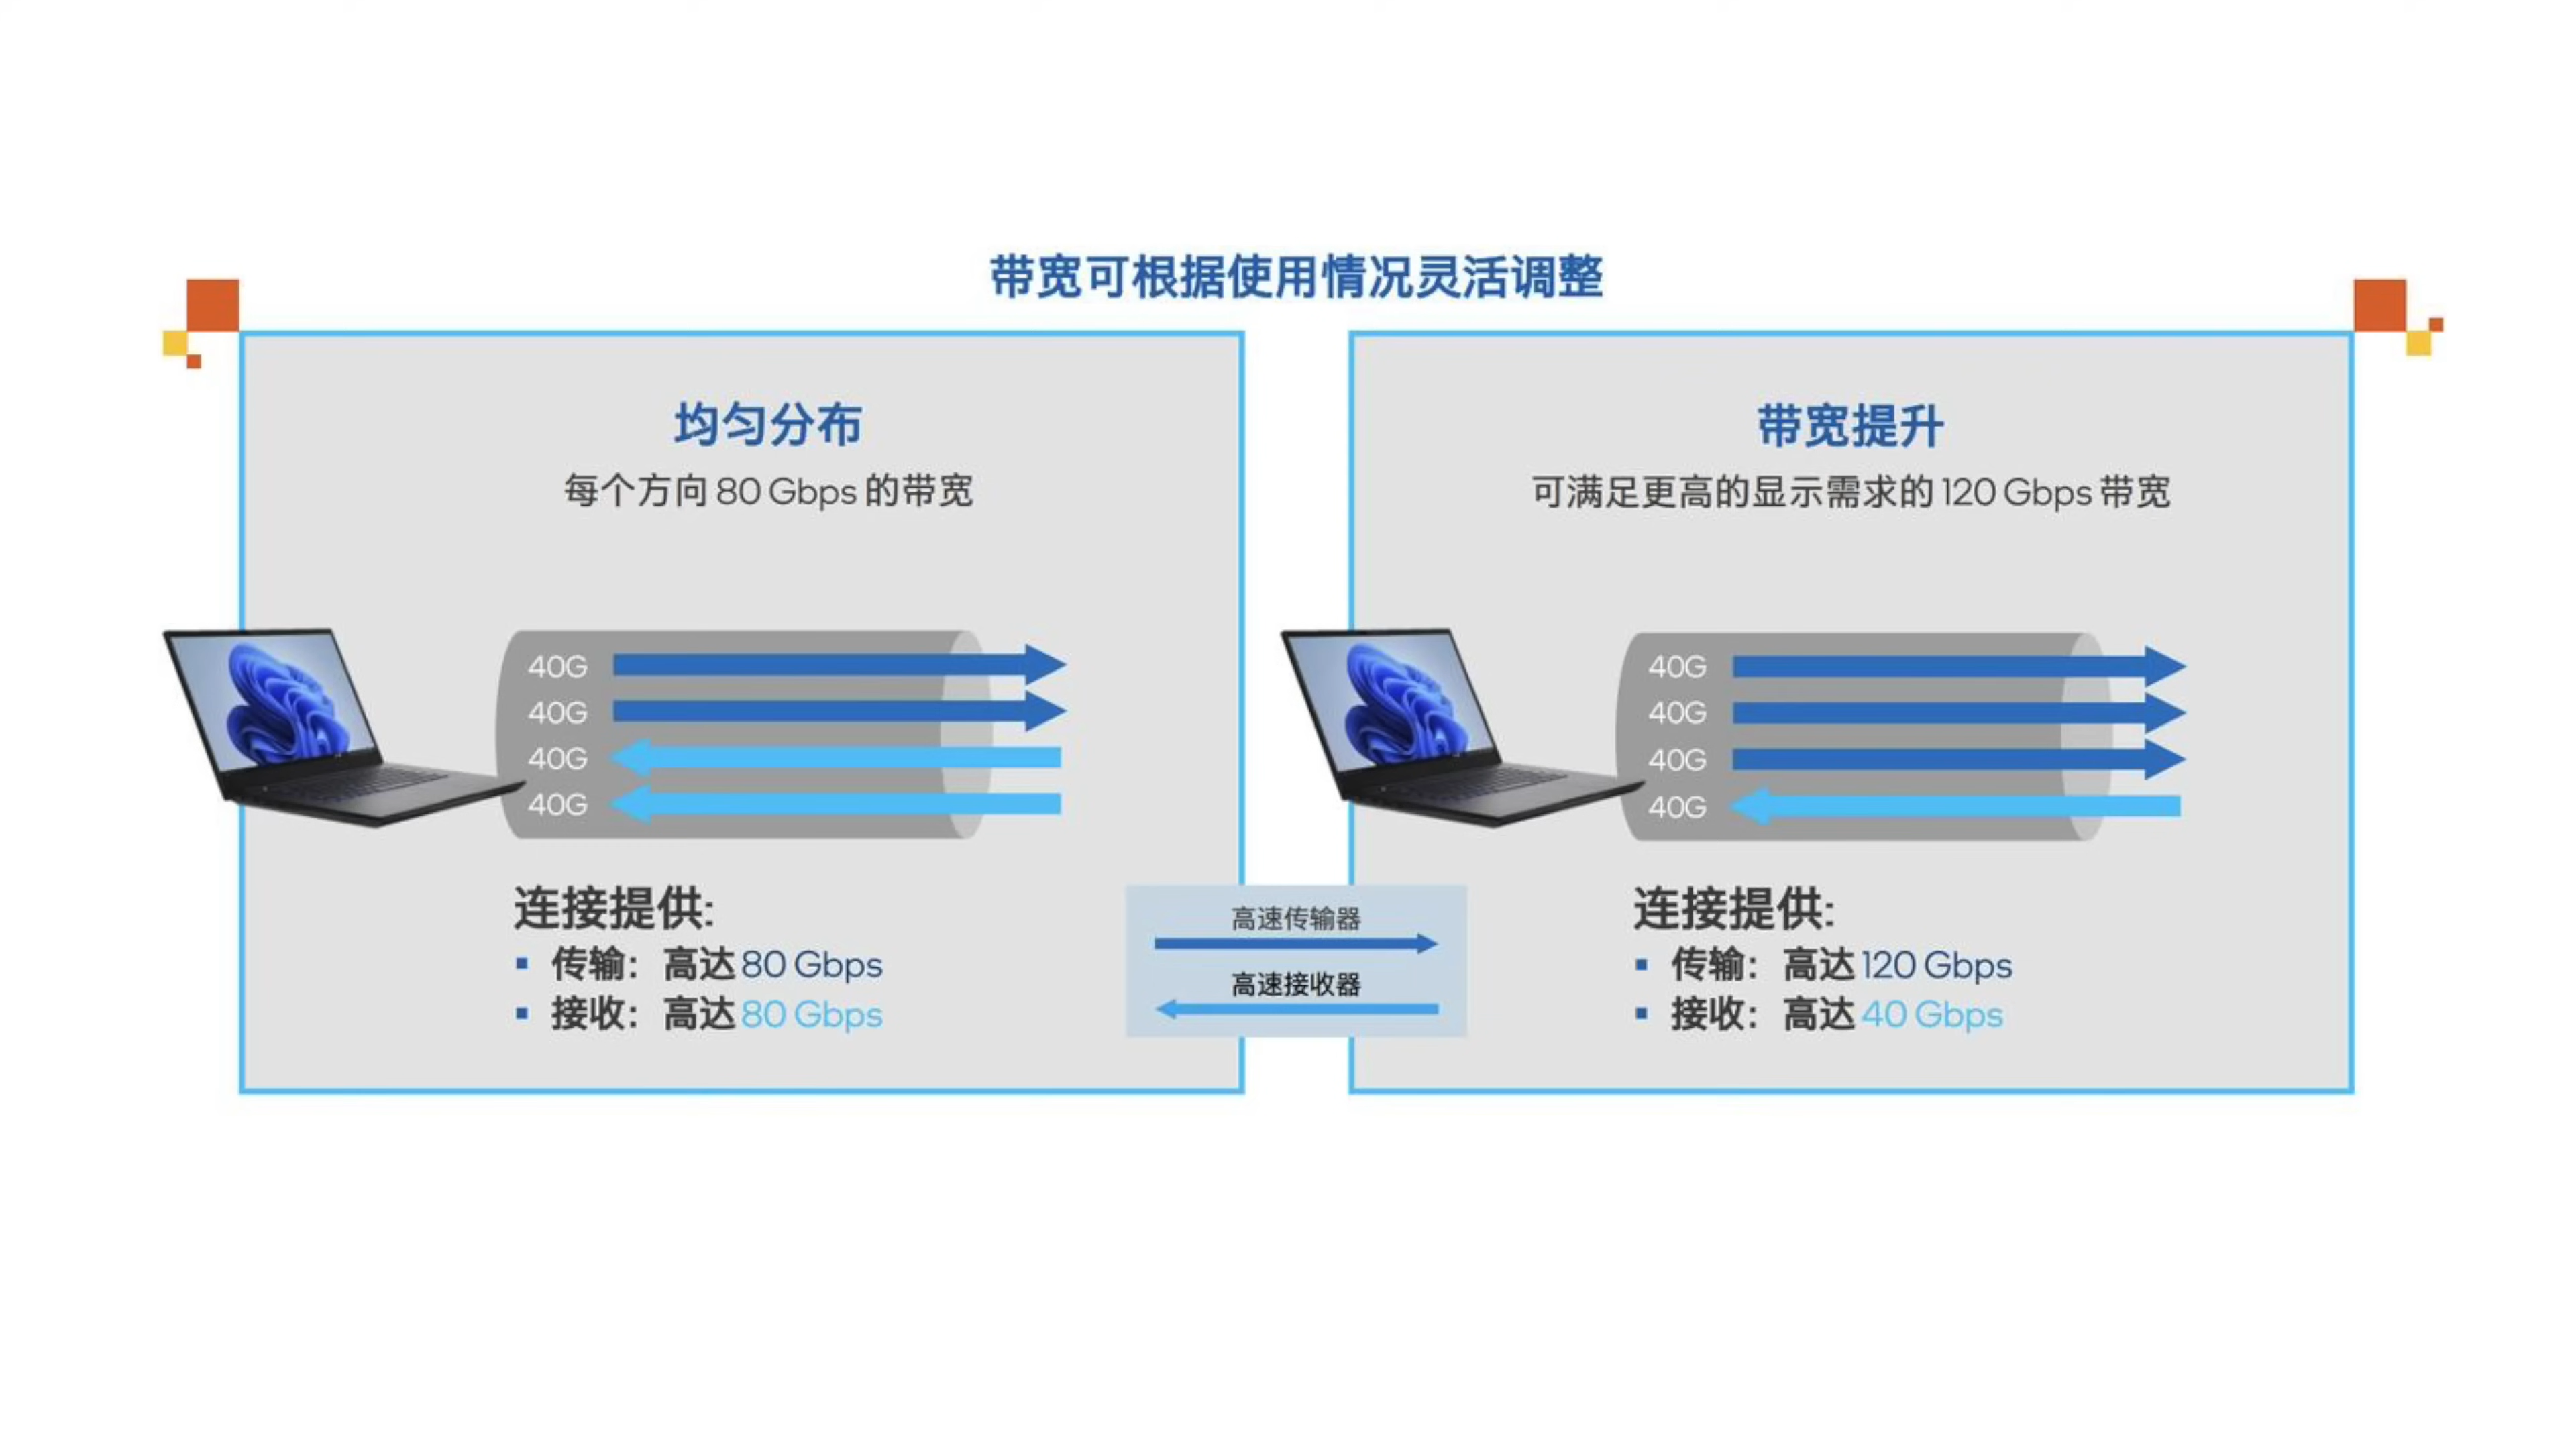 带宽可根据使用情况灵活调整
均匀分布
每个方向 80 Gbps 的带宽
40G
40G
40G
40G
连接提供:
▪ 传输：高达 80 Gbps
▪ 接收：高达 80 Gbps
高速传输器
高速接收器
带宽提升
可满足更高的显示需求的 120 Gbps 带宽
40G
40G
40G
40G
连接提供:
▪ 传输：高达 120 Gbps
▪ 接收：高达 40 Gbps